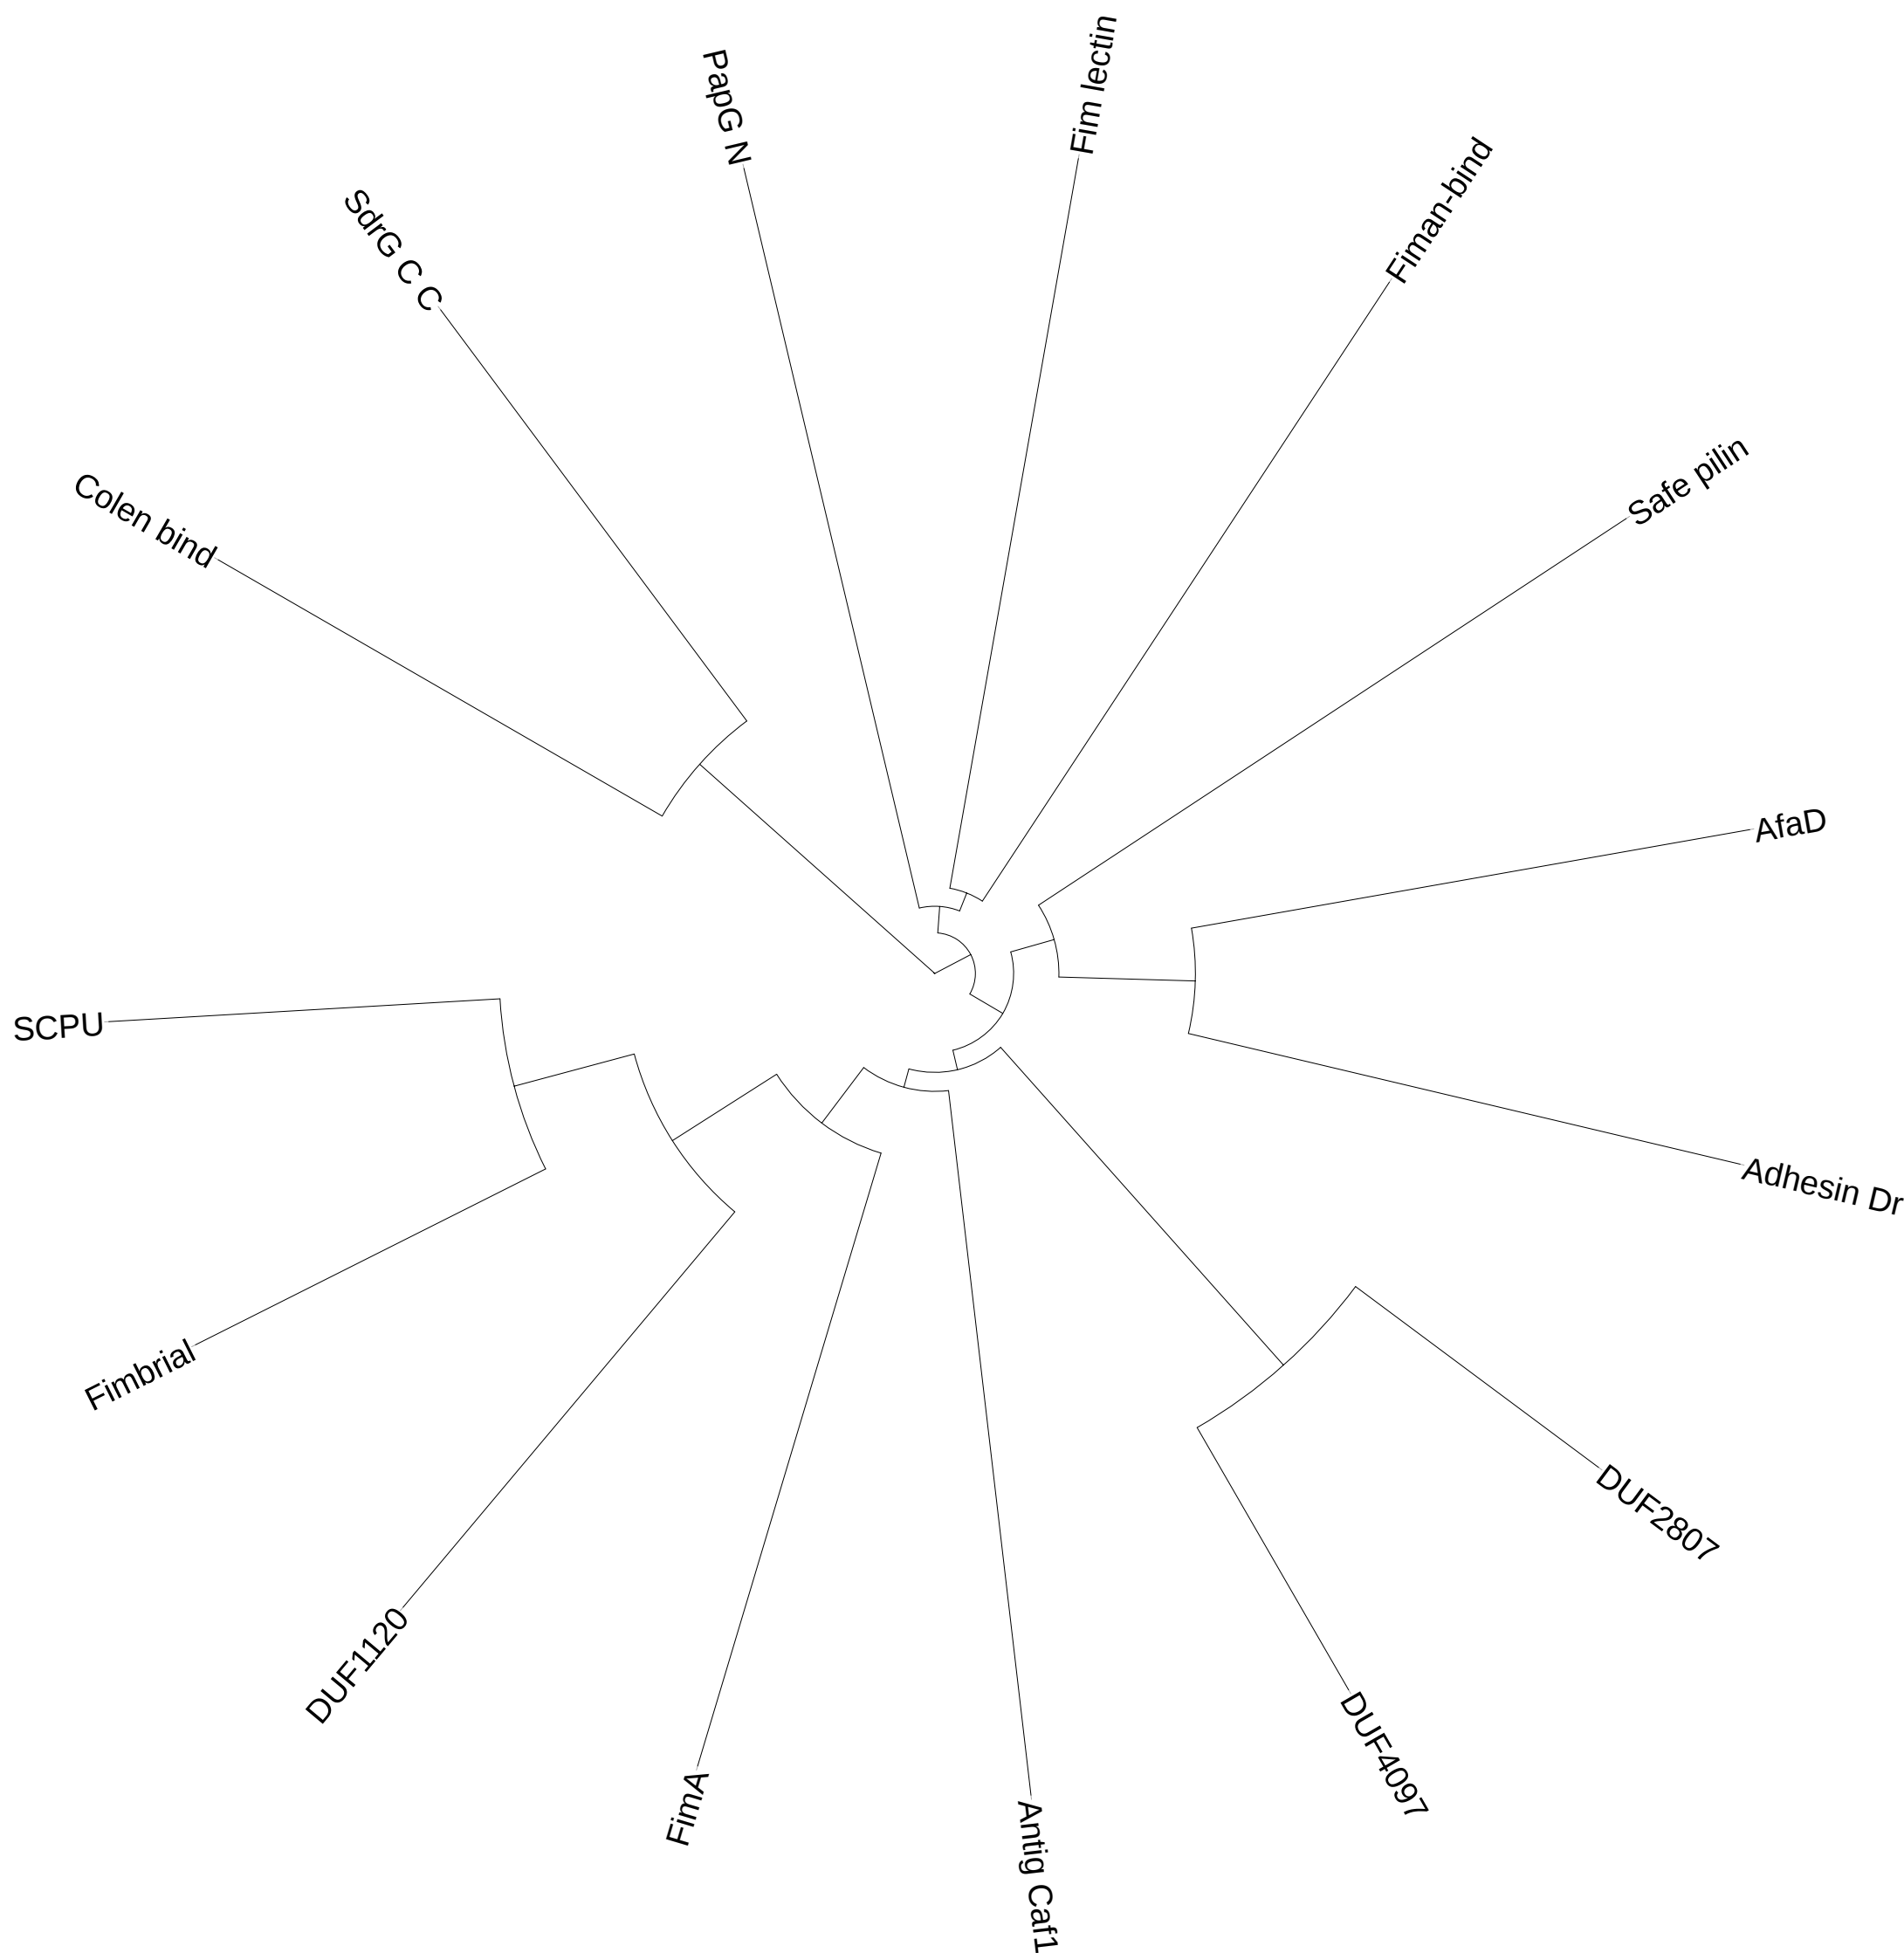 Fim lectin
PapG N
Fiman-bind
SdrG C C
Safe pilin
Colen bind
AfaD
SCPU
Adhesin Dr
Fimbrial
DUF2807
DUF1120
DUF4097
FimA
Antig Caf1